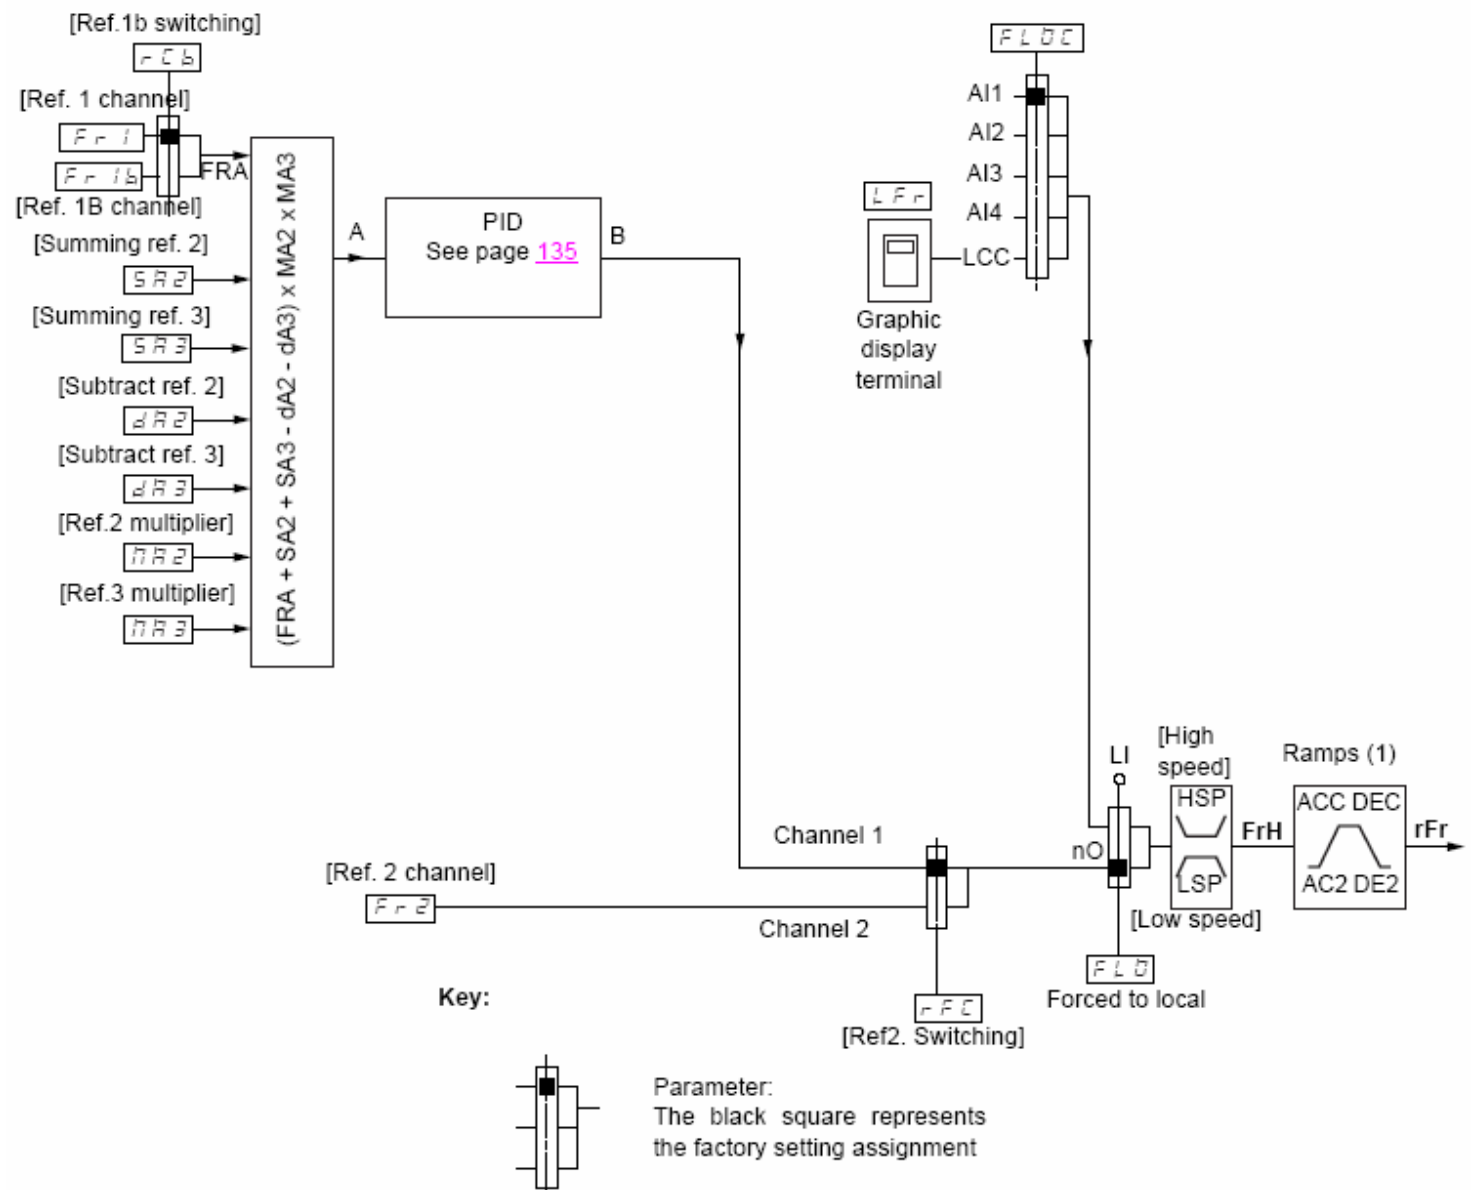 [Ref.1b switching]
rCb
[Ref. 1 channel]
Fr1
FRA
Fr1b
[Ref. 1B channel]
[Summing ref. 2]
SA2
[Summing ref. 3]
SA3
[Subtract ref. 2]
dA2
[Subtract ref. 3]
dA3
[Ref.2 multiplier]
MA2
[Ref.3 multiplier]
MA3
(FRA + SA2 + SA3 - dA2 - dA3) x MA2 x MA3
A
PID
See page 135
B
FLOC
AI1
AI2
AI3
AI4
LCC
LFr
Graphic
display
terminal
Channel 1
[Ref. 2 channel]
Fr2
Channel 2
rFC
[Ref2. Switching]
LI
nO
FLO
Forced to local
[High
speed]
HSP
LSP
[Low speed]
FrH
Ramps (1)
ACC DEC
AC2 DE2
rFr
Key:
Parameter:
The black square represents
the factory setting assignment